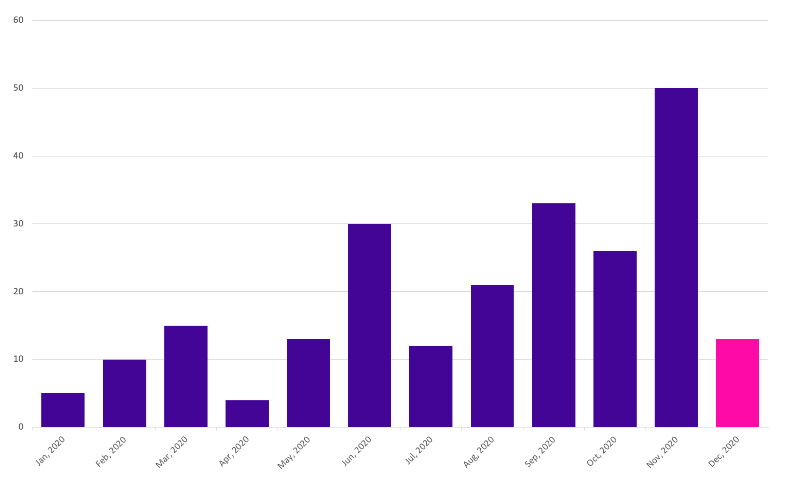 60
50
40
30
20
10
0
Jan, 2020
Feb, 2020
Mar, 2020
Apr, 2020
May, 2020
Jun, 2020
Jul, 2020
Aug, 2020
Sep, 2020
Oct, 2020
Nov, 2020
Dec, 2020